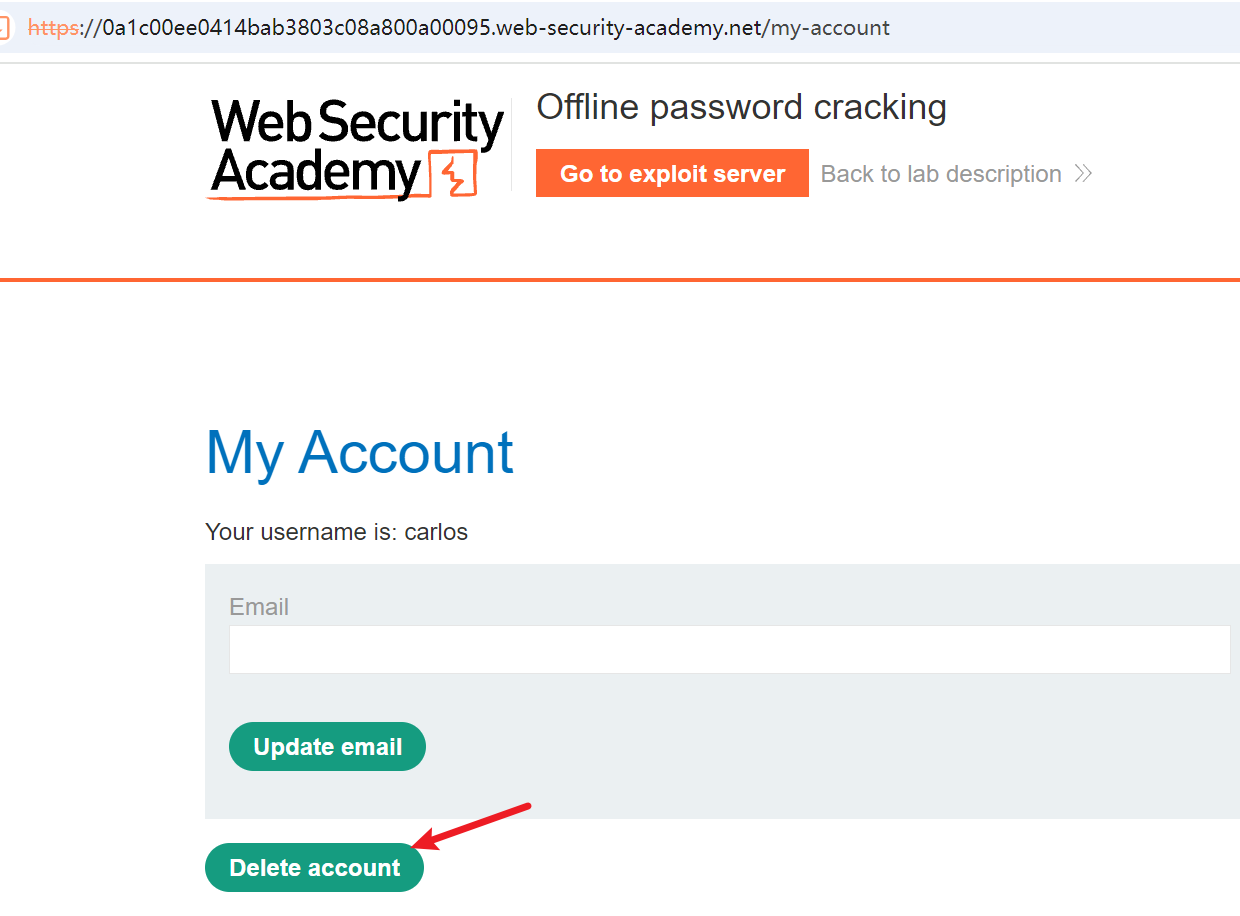 https://0a1c00ee0414bab3803c08a800a00095.web-security-academy.net/my-account
Web Security
Academy
Offline password cracking
Go to exploit server
Back to lab description
My Account
Your username is: carlos
Email
Update email
Delete account